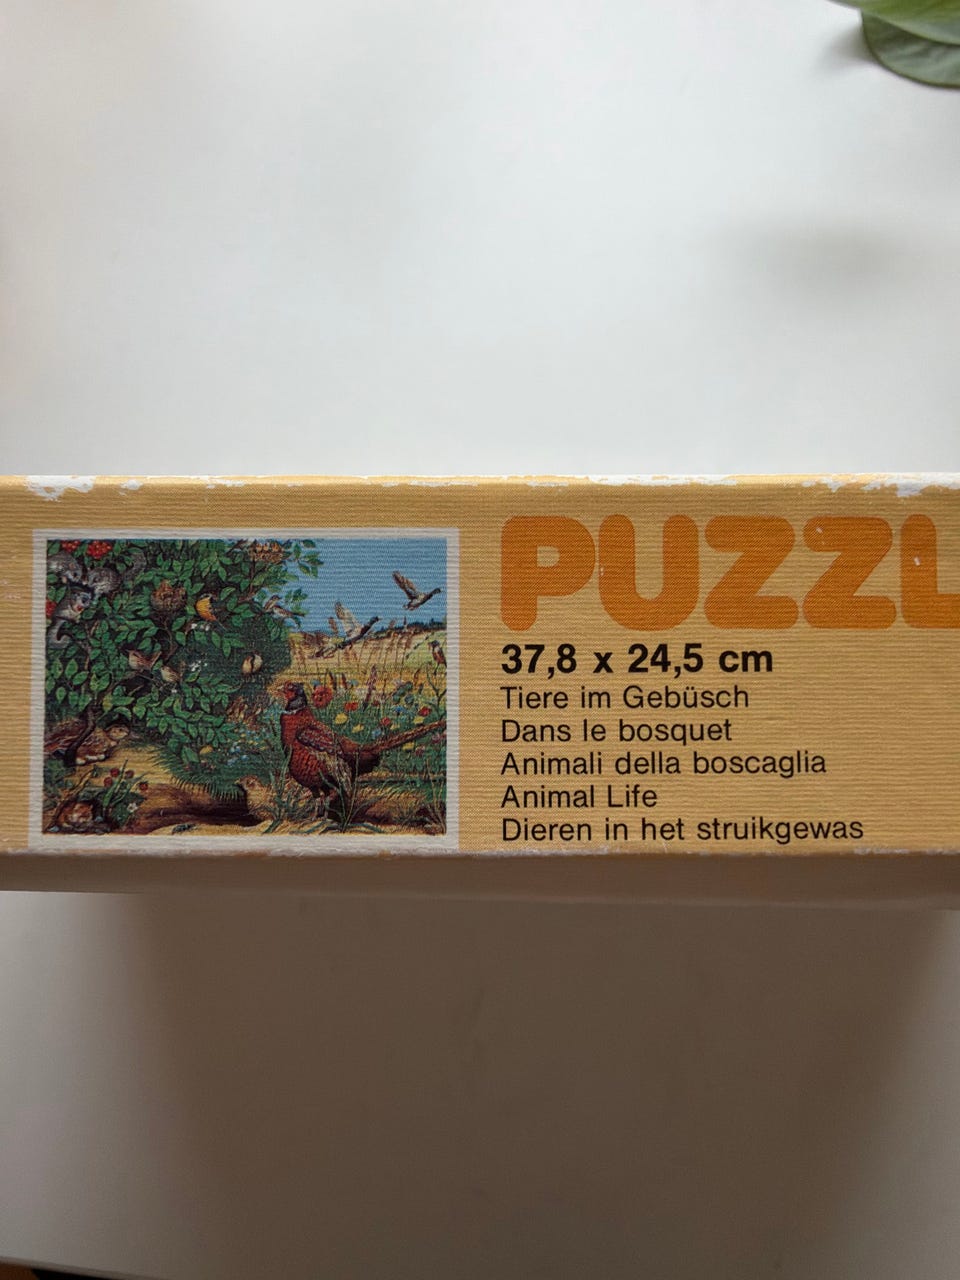 PUZZL
37,8 x 24,5 cm
Tiere im Gebüsch
Dans le bosquet
Animali della boscaglia
Animal Life
Dieren in het struikgewas